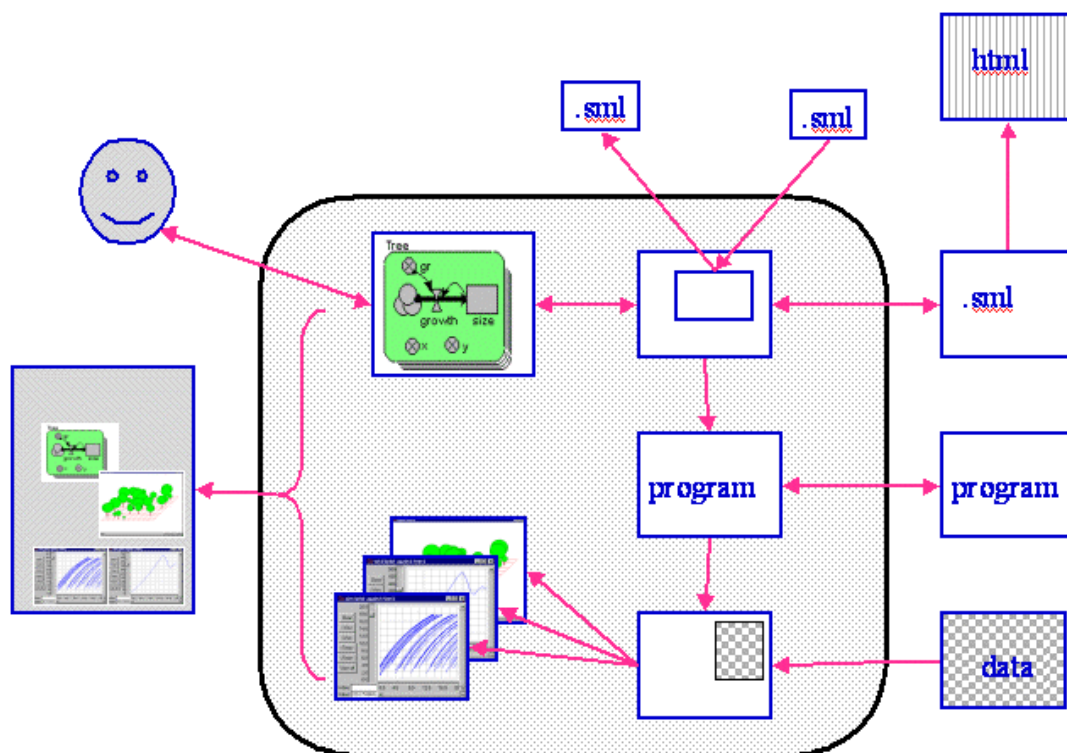 html
.sml
.sml
Tree
gr
growth
size
x
y
.sml
program
program
data